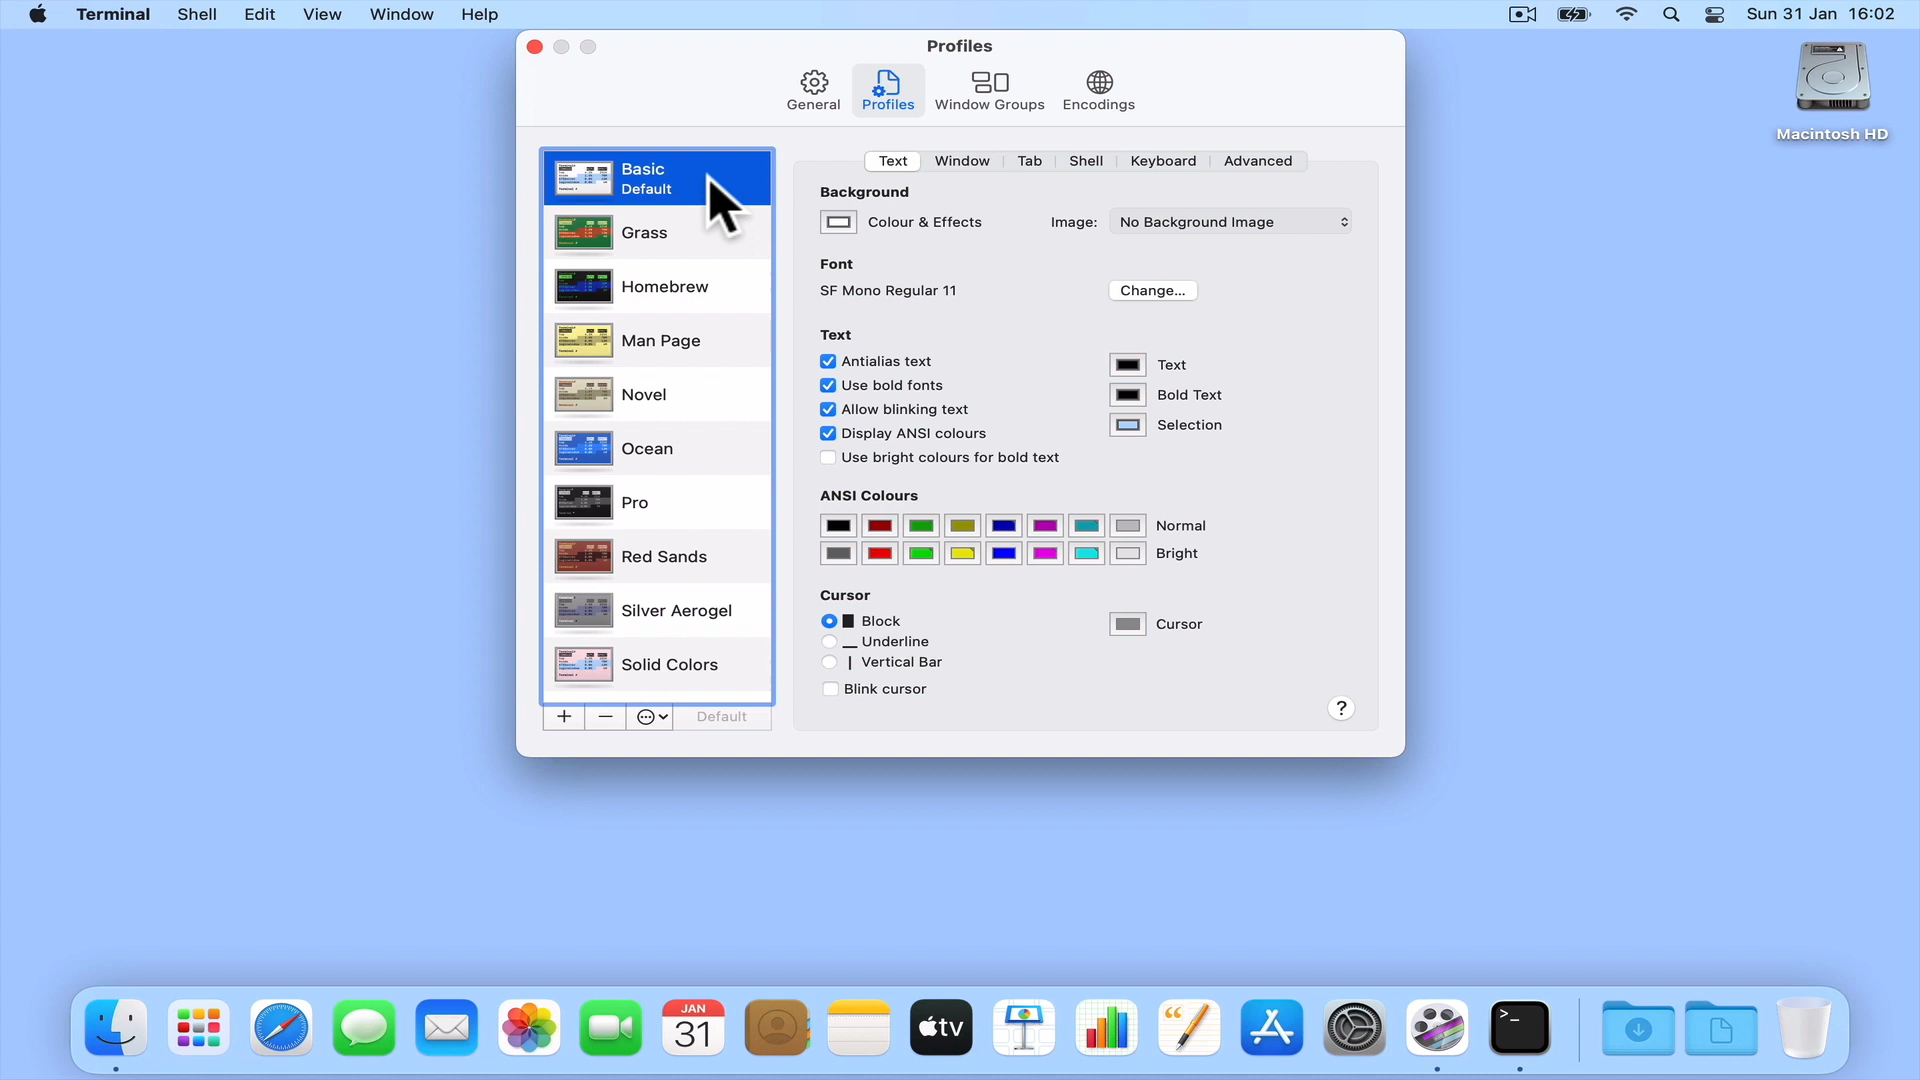 Terminal Shell Edit View Window Help
Sun 31 Jan 16:02
Profiles
General Profiles Window Groups Encodings
Macintosh HD
Basic
Default
Grass
Homebrew
Man Page
Novel
Ocean
Pro
Red Sands
Silver Aerogel
Solid Colors
Default
Text Window Tab Shell Keyboard Advanced
Background
Colour & Effects Image: No Background Image
Font
SF Mono Regular 11 Change...
Text
Antialias text
Use bold fonts
Allow blinking text
Display ANSI colours
Use bright colours for bold text
Text
Bold Text
Selection
ANSI Colours
Normal
Bright
Cursor
Block
Underline
Vertical Bar
Blink cursor
Cursor
?
JAN
31
tv
>_